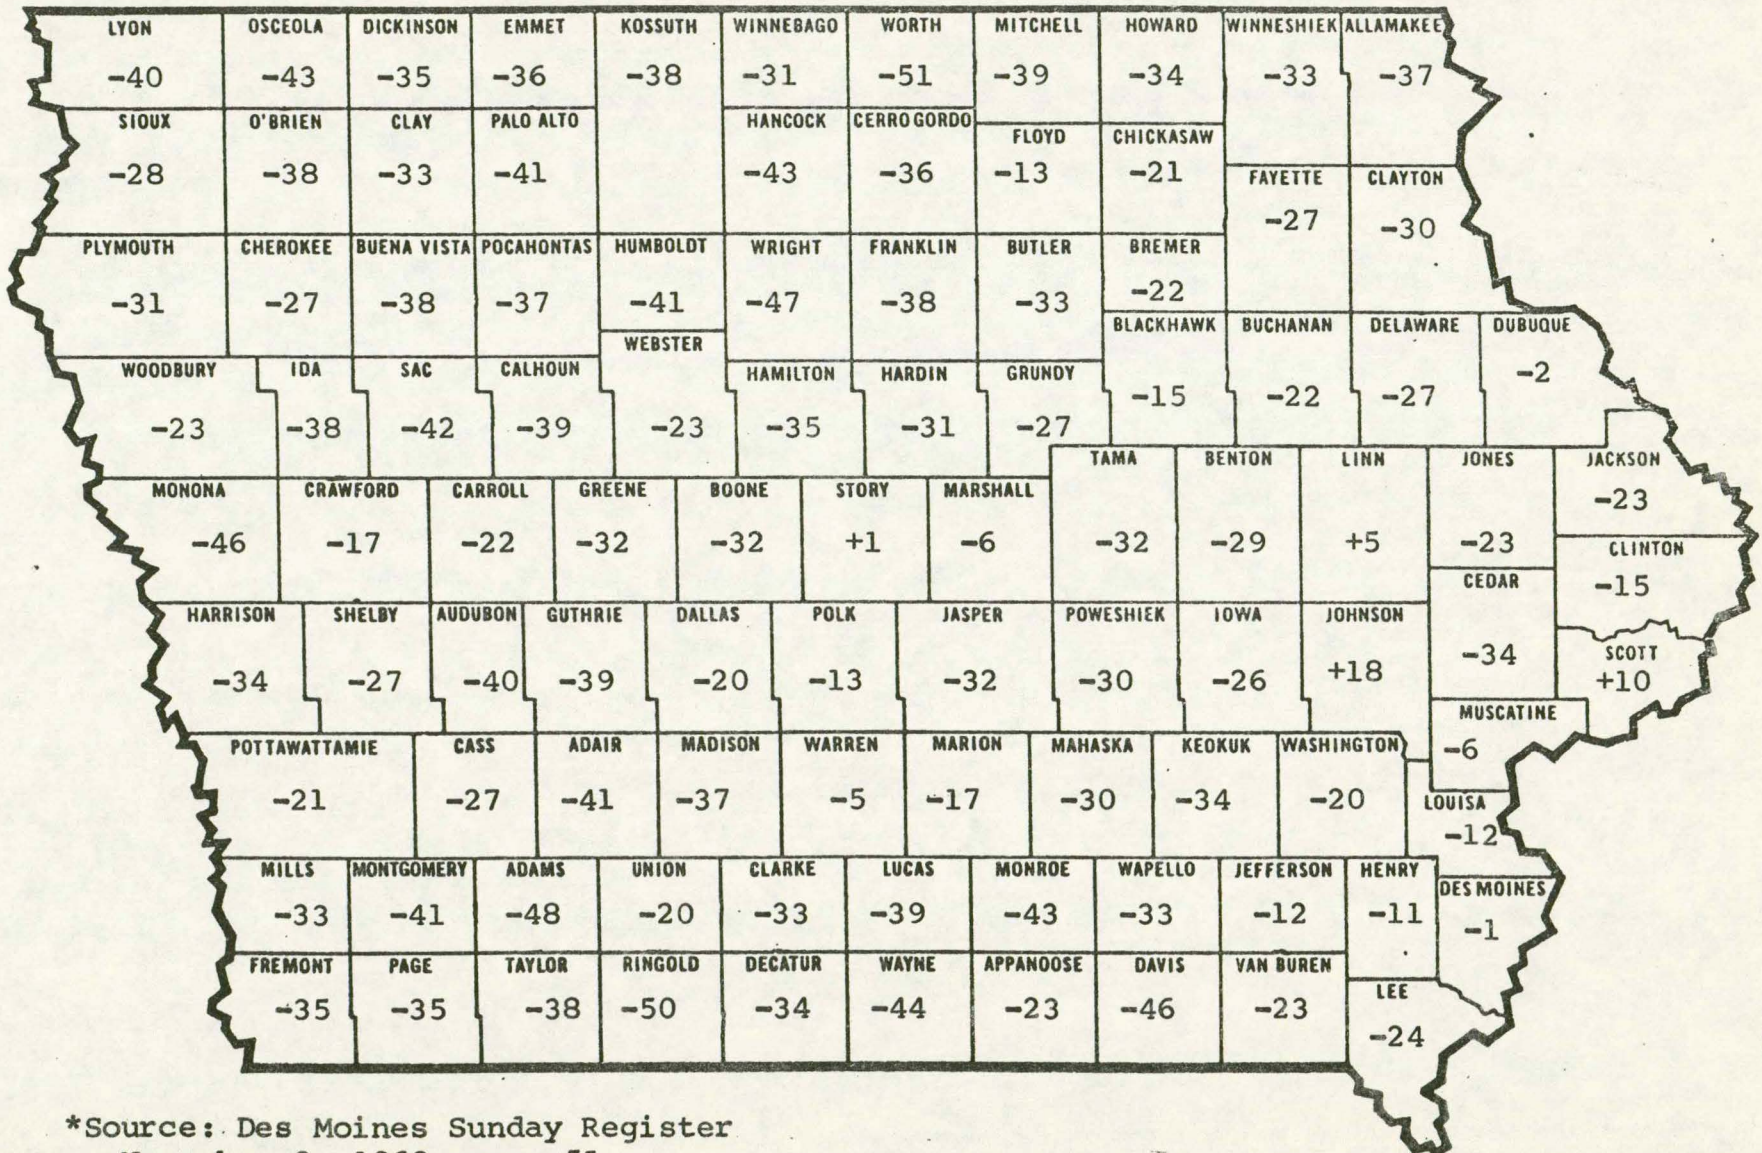 LYON OSCEOLA DICKINSON EMMET KOSSUTH WINNEBAGO WORTH MITCHELL HOWARD WINNESHIEK ALLAMAKEE
-40 -43 -35 -36 -38 -31 -51 -39 -34 -33 -37
SIOUX O'BRIEN CLAY PALO ALTO HANCOCK CERRO GORDO FLOYD CHICKASAW
-28 -38 -33 -41 -43 -36 -13 -21
FAYETTE CLAYTON
-27 -30
PLYMOUTH CHEROKEE BUENA VISTA POCAHONTAS HUMBOLDT WRIGHT FRANKLIN BUTLER BREMER
-31 -27 -38 -37 -41 -47 -38 -33 -22
WEBSTER BLACKHAWK BUCHANAN DELAWARE DUBUQUE
-15 -22 -27 -2
WOODBURY IDA SAC CALHOUN HAMILTON HARDIN GRUNDY
-23 -38 -42 -39 -23 -35 -31 -27
TAMA BENTON LINN JONES JACKSON
-23
MONONA CRAWFORD CARROLL GREENE BOONE STORY MARSHALL
-46 -17 -22 -32 -32 +1 -6 -32 -29 +5 -23
CLINTON
-15
CEDAR
-34
HARRISON SHELBY AUDUBON GUTHRIE DALLAS POLK JASPER POWESHIEK IOWA JOHNSON
-34 -27 -40 -39 -20 -13 -32 -30 -26 +18
SCOTT
+10
MUSCATINE
-6
POTTAWATTAMIE CASS ADAIR MADISON WARREN MARION MAHASKA KEOKUK WASHINGTON
-21 -27 -41 -37 -5 -17 -30 -34 -20
LOUISA
-12
MILLS MONTGOMERY ADAMS UNION CLARKE LUCAS MONROE WAPELLO JEFFERSON HENRY
-33 -41 -48 -20 -33 -39 -43 -33 -12 -11
DES MOINES
-1
FREMONT PAGE TAYLOR RINGOLD DECATUR WAYNE APPANOOSE DAVIS VAN BUREN
-35 -35 -38 -50 -34 -44 -23 -46 -23
LEE
-24
*Source: Des Moines Sunday Register